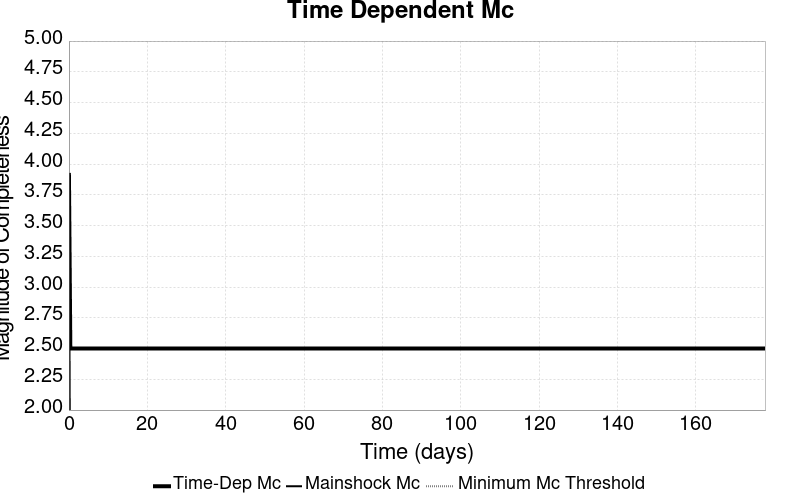 Time Dependent Mc
Magnitude of Completeness
5.00
4.75
4.50
4.25
4.00
3.75
3.50
3.25
3.00
2.75
2.50
2.25
2.00
0 20 40 60 80 100 120 140 160
Time (days)
Time-Dep Mc Mainshock Mc Minimum Mc Threshold